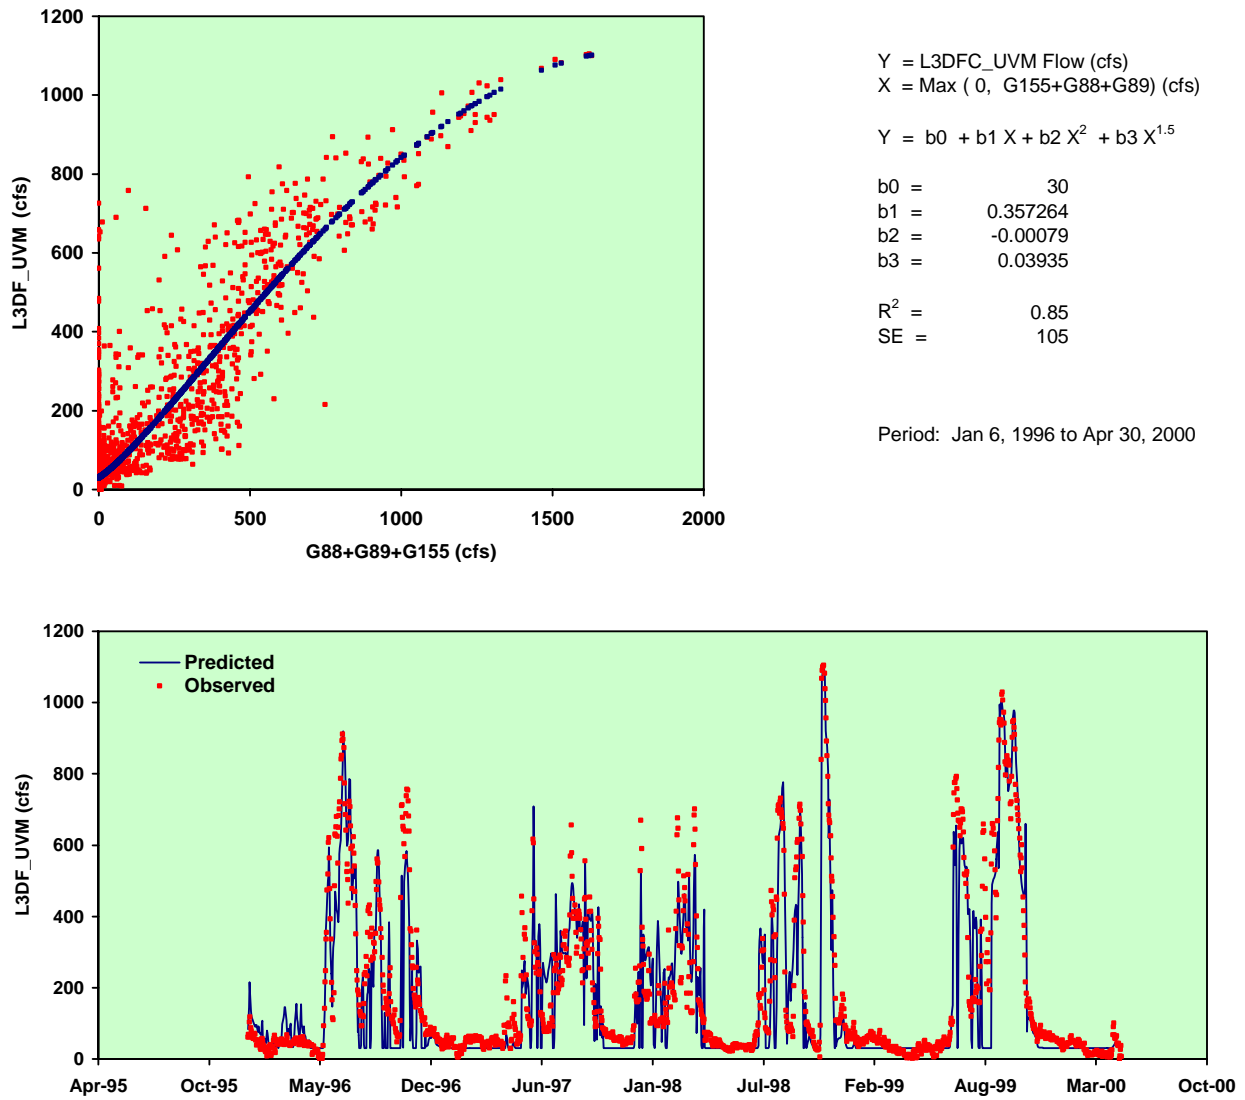 1200
1000
800
600
400
200
0
L3DF_UVM (cfs)
0 500 1000 1500 2000
G88+G89+G155 (cfs)
Y = L3DFC_UVM Flow (cfs)
X = Max ( 0, G155+G88+G89) (cfs)
Y = b0 + b1 X + b2 X² + b3 X¹·⁵
b0 = 30
b1 = 0.357264
b2 = -0.00079
b3 = 0.03935
R² = 0.85
SE = 105
Period: Jan 6, 1996 to Apr 30, 2000
1200
1000
800
600
400
200
0
L3DF_UVM (cfs)
Predicted
Observed
Apr-95 Oct-95 May-96 Dec-96 Jun-97 Jan-98 Jul-98 Feb-99 Aug-99 Mar-00 Oct-00